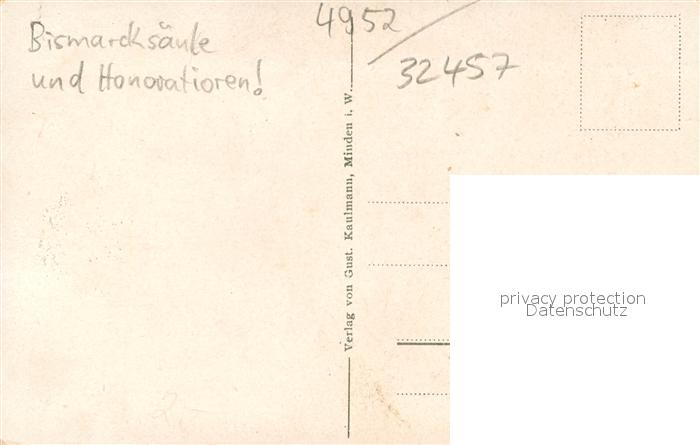 Bismarcksäule
und Honoratioren!
4952
32457
Verlag von Gust. Kaulmann, Minden i. W.
privacy protection
Datenschutz